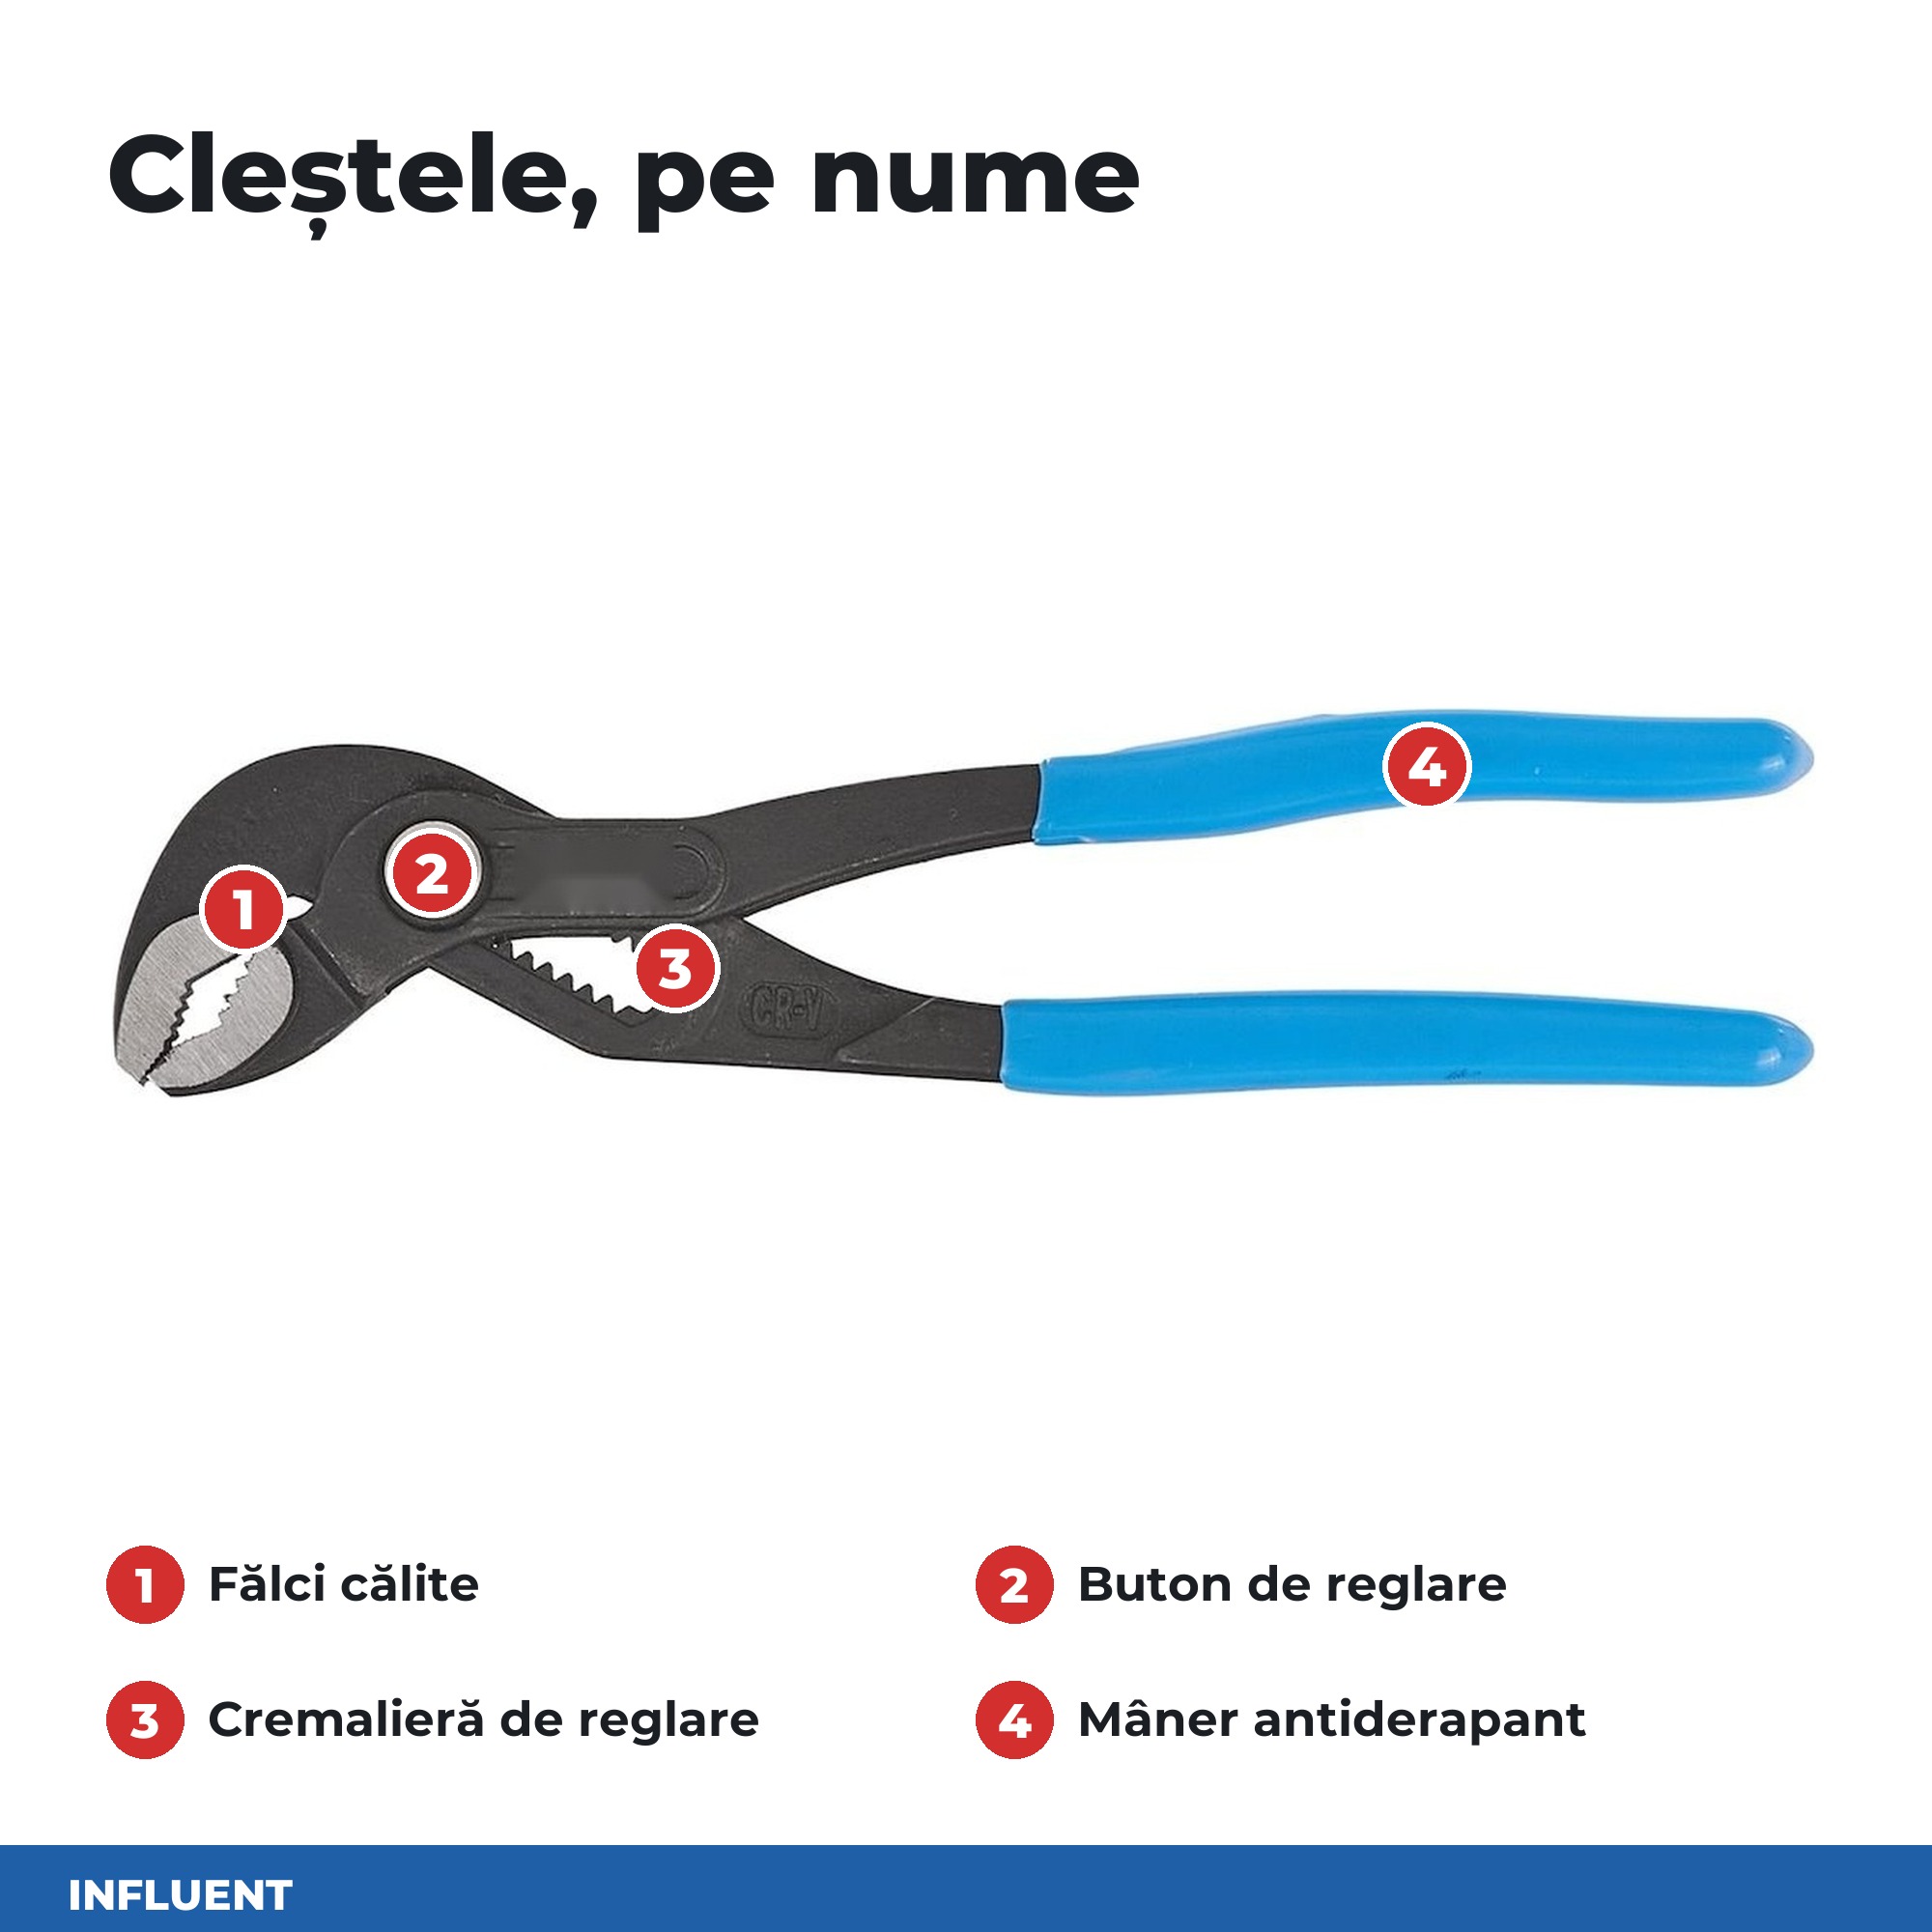 Cleștele, pe nume
1
2
3
4
CR-V
1 Fălci călite
2 Buton de reglare
3 Cremalieră de reglare
4 Mâner antiderapant
INFLUENT